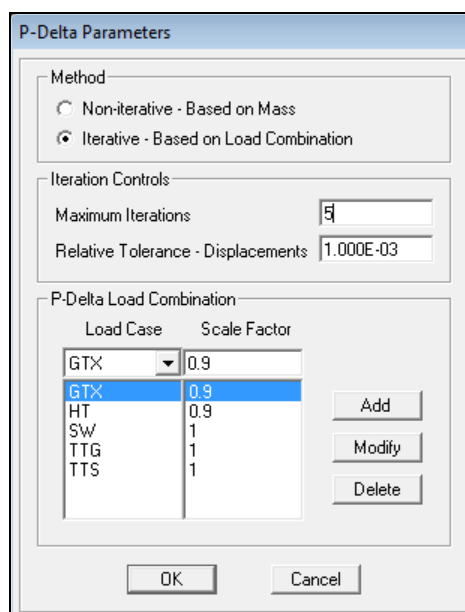 P-Delta Parameters
Method
Non-iterative - Based on Mass
Iterative - Based on Load Combination
Iteration Controls
Maximum Iterations 5
Relative Tolerance - Displacements 1.000E-03
P-Delta Load Combination
Load Case Scale Factor
GTX 0.9
GTX 0.9
HT 0.9
SW 1
TTG 1
TTS 1
Add
Modify
Delete
OK Cancel